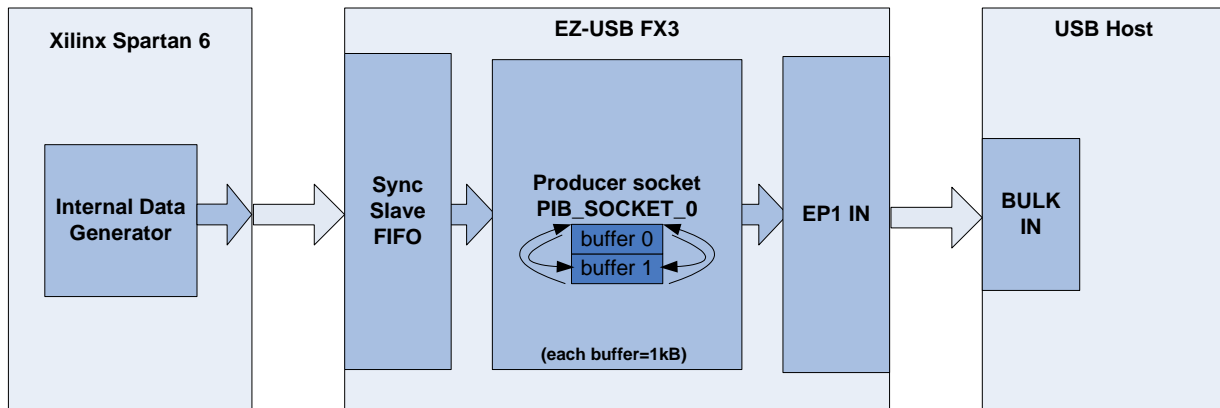 Xilinx Spartan 6
Internal Data
Generator
EZ-USB FX3
Sync
Slave
FIFO
Producer socket
PIB_SOCKET_0
buffer 0
buffer 1
(each buffer=1kB)
EP1 IN
USB Host
BULK
IN